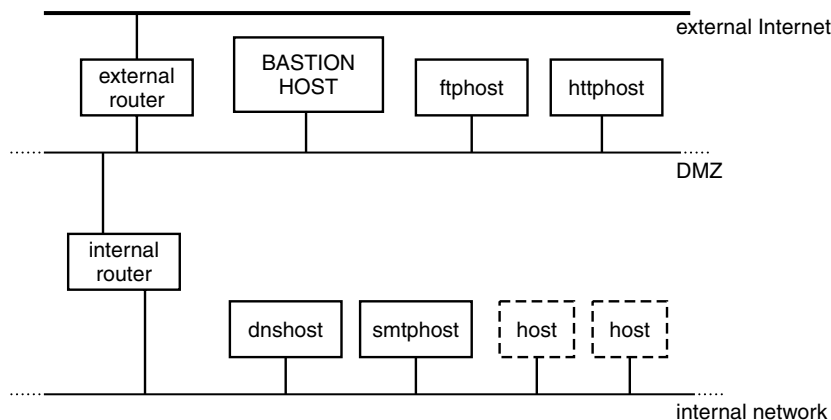 external Internet
external
router
BASTION
HOST
ftphost
httphost
DMZ
internal
router
dnshost
smtphost
host
host
internal network